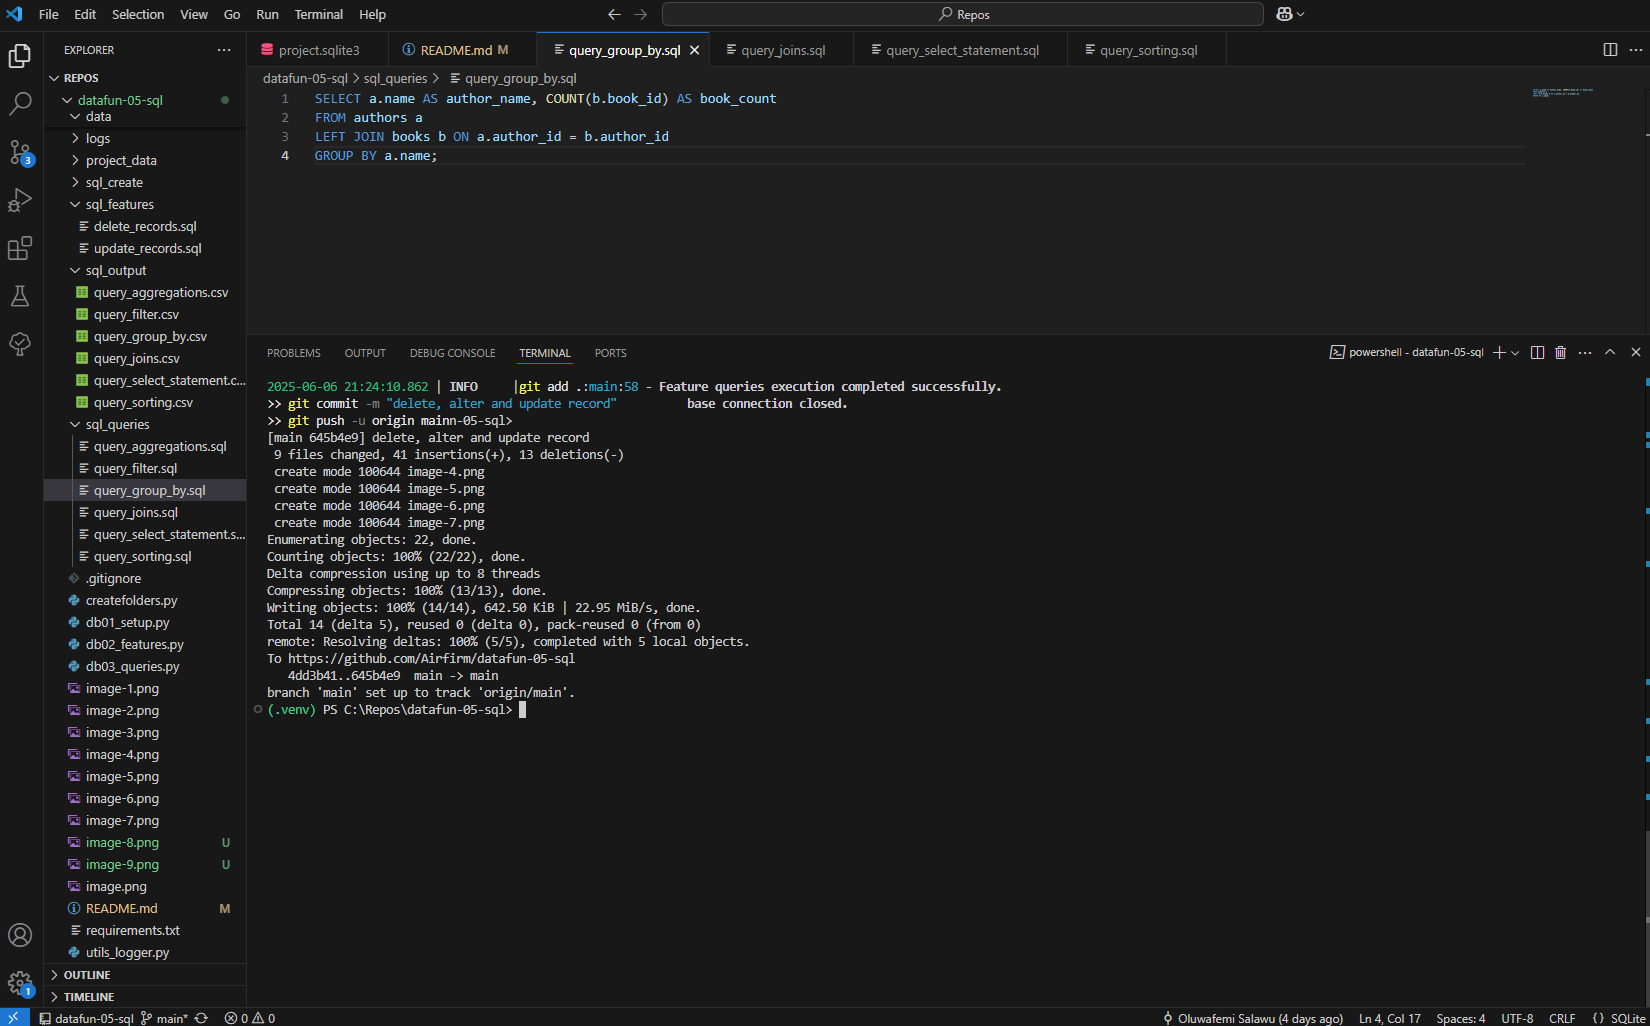 File Edit Selection View Go Run Terminal Help
Repos
EXPLORER
project.sqlite3
README.md M
query_group_by.sql
query_joins.sql
query_select_statement.sql
query_sorting.sql
REPOS
datafun-05-sql
data
logs
project_data
sql_create
sql_features
delete_records.sql
update_records.sql
sql_output
query_aggregations.csv
query_filter.csv
query_group_by.csv
query_joins.csv
query_select_statement.c...
query_sorting.csv
sql_queries
query_aggregations.sql
query_filter.sql
query_group_by.sql
query_joins.sql
query_select_statement.s...
query_sorting.sql
.gitignore
createfolders.py
db01_setup.py
db02_features.py
db03_queries.py
image-1.png
image-2.png
image-3.png
image-4.png
image-5.png
image-6.png
image-7.png
image-8.png U
image-9.png U
image.png
README.md M
requirements.txt
utils_logger.py
OUTLINE
TIMELINE
3
1
datafun-05-sql > sql_queries > query_group_by.sql
1 SELECT a.name AS author_name, COUNT(b.book_id) AS book_count
2 FROM authors a
3 LEFT JOIN books b ON a.author_id = b.author_id
4 GROUP BY a.name;
PROBLEMS OUTPUT DEBUG CONSOLE TERMINAL PORTS
powershell - datafun-05-sql
2025-06-06 21:24:10.862 | INFO |git add .:main:58 - Feature queries execution completed successfully.
>> git commit -m "delete, alter and update record" base connection closed.
>> git push -u origin mainn-05-sql>
[main 645b4e9] delete, alter and update record
9 files changed, 41 insertions(+), 13 deletions(-)
create mode 100644 image-4.png
create mode 100644 image-5.png
create mode 100644 image-6.png
create mode 100644 image-7.png
Enumerating objects: 22, done.
Counting objects: 100% (22/22), done.
Delta compression using up to 8 threads
Compressing objects: 100% (13/13), done.
Writing objects: 100% (14/14), 642.50 KiB | 22.95 MiB/s, done.
Total 14 (delta 5), reused 0 (delta 0), pack-reused 0 (from 0)
remote: Resolving deltas: 100% (5/5), completed with 5 local objects.
To https://github.com/Airfirm/datafun-05-sql
4dd3b41..645b4e9 main -> main
branch 'main' set up to track 'origin/main'.
(.venv) PS C:\Repos\datafun-05-sql>
datafun-05-sql main* 0 0
Oluwafemi Salawu (4 days ago) Ln 4, Col 17 Spaces: 4 UTF-8 CRLF {} SQLite